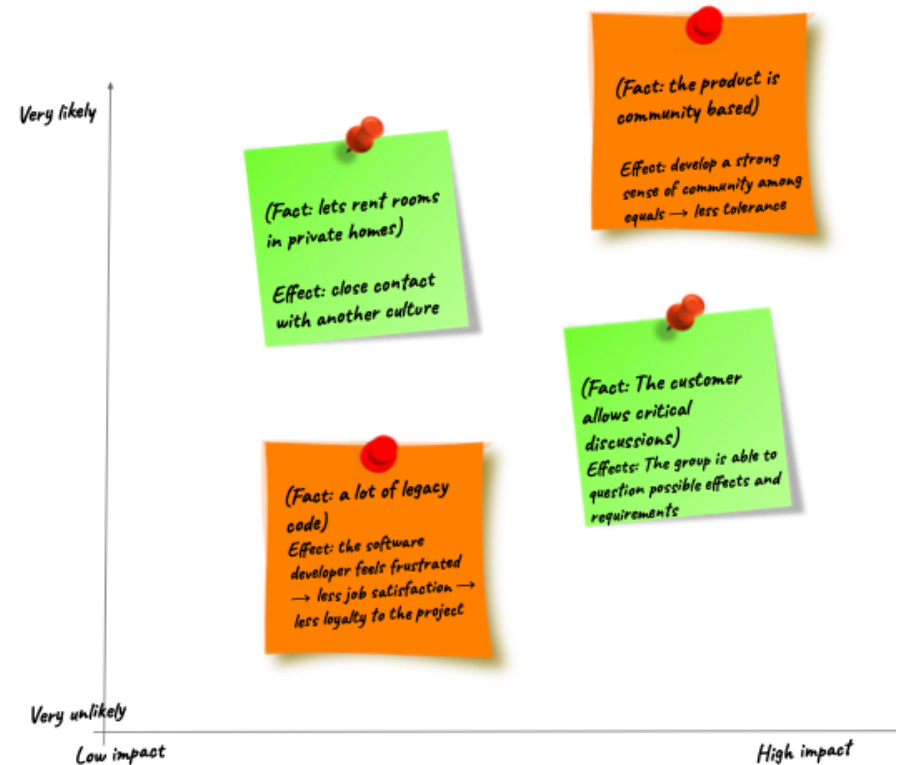 Very likely
(Fact: the product is
community based)
Effect: develop a strong
sense of community among
equals → less tolerance
(Fact: lets rent rooms
in private homes)
Effect: close contact
with another culture
(Fact: The customer
allows critical
discussions)
Effects: The group is able to
question possible effects and
requirements
(Fact: a lot of legacy
code)
Effect: the software
developer feels frustrated
→ less job satisfaction →
less loyalty to the project
Very unlikely
Low impact
High impact